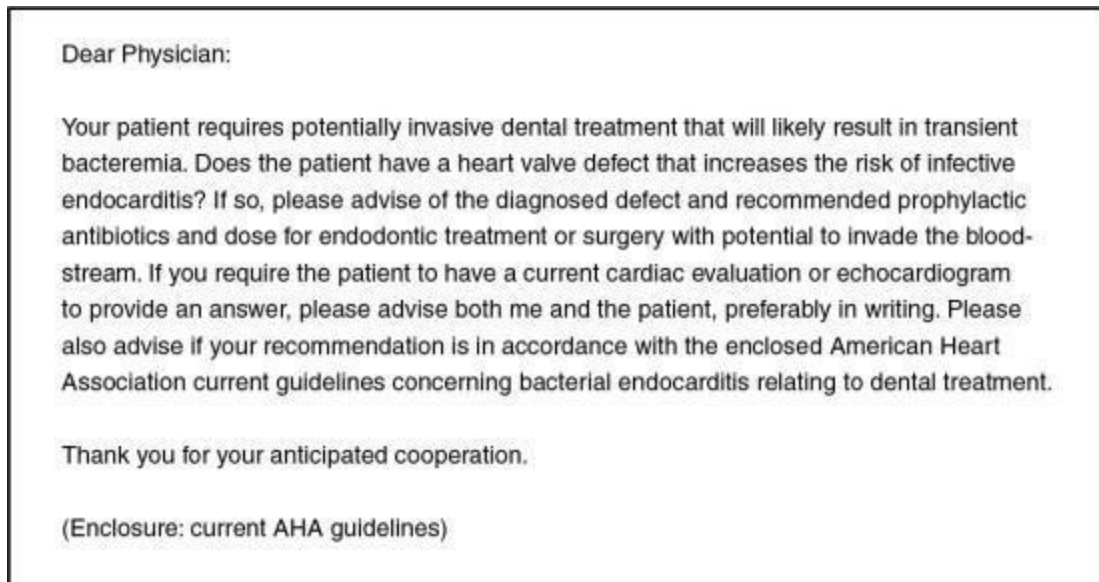 Dear Physician:
Your patient requires potentially invasive dental treatment that will likely result in transient
bacteremia. Does the patient have a heart valve defect that increases the risk of infective
endocarditis? If so, please advise of the diagnosed defect and recommended prophylactic
antibiotics and dose for endodontic treatment or surgery with potential to invade the blood-
stream. If you require the patient to have a current cardiac evaluation or echocardiogram
to provide an answer, please advise both me and the patient, preferably in writing. Please
also advise if your recommendation is in accordance with the enclosed American Heart
Association current guidelines concerning bacterial endocarditis relating to dental treatment.
Thank you for your anticipated cooperation.
(Enclosure: current AHA guidelines)